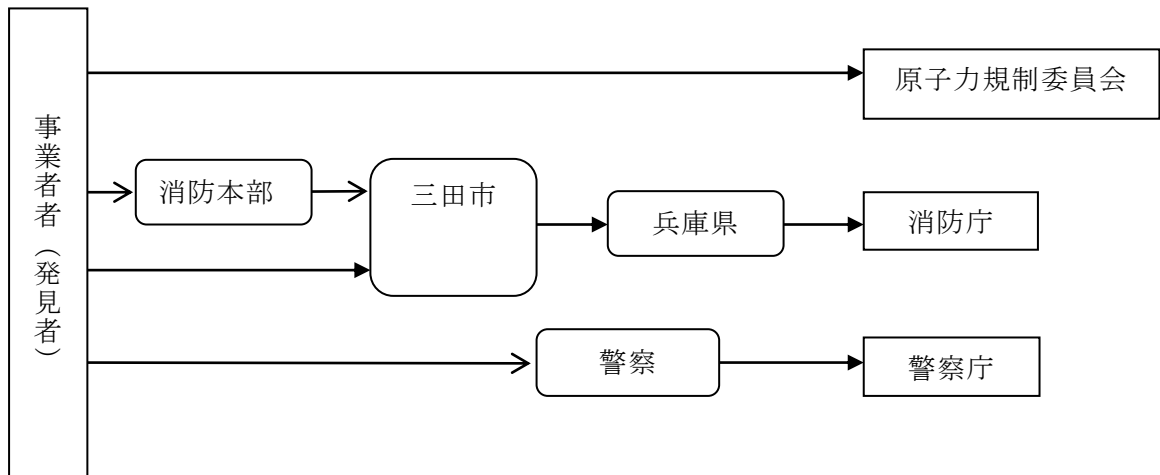 事業者者（発見者）
原子力規制委員会
消防本部
三田市
兵庫県
消防庁
警察
警察庁